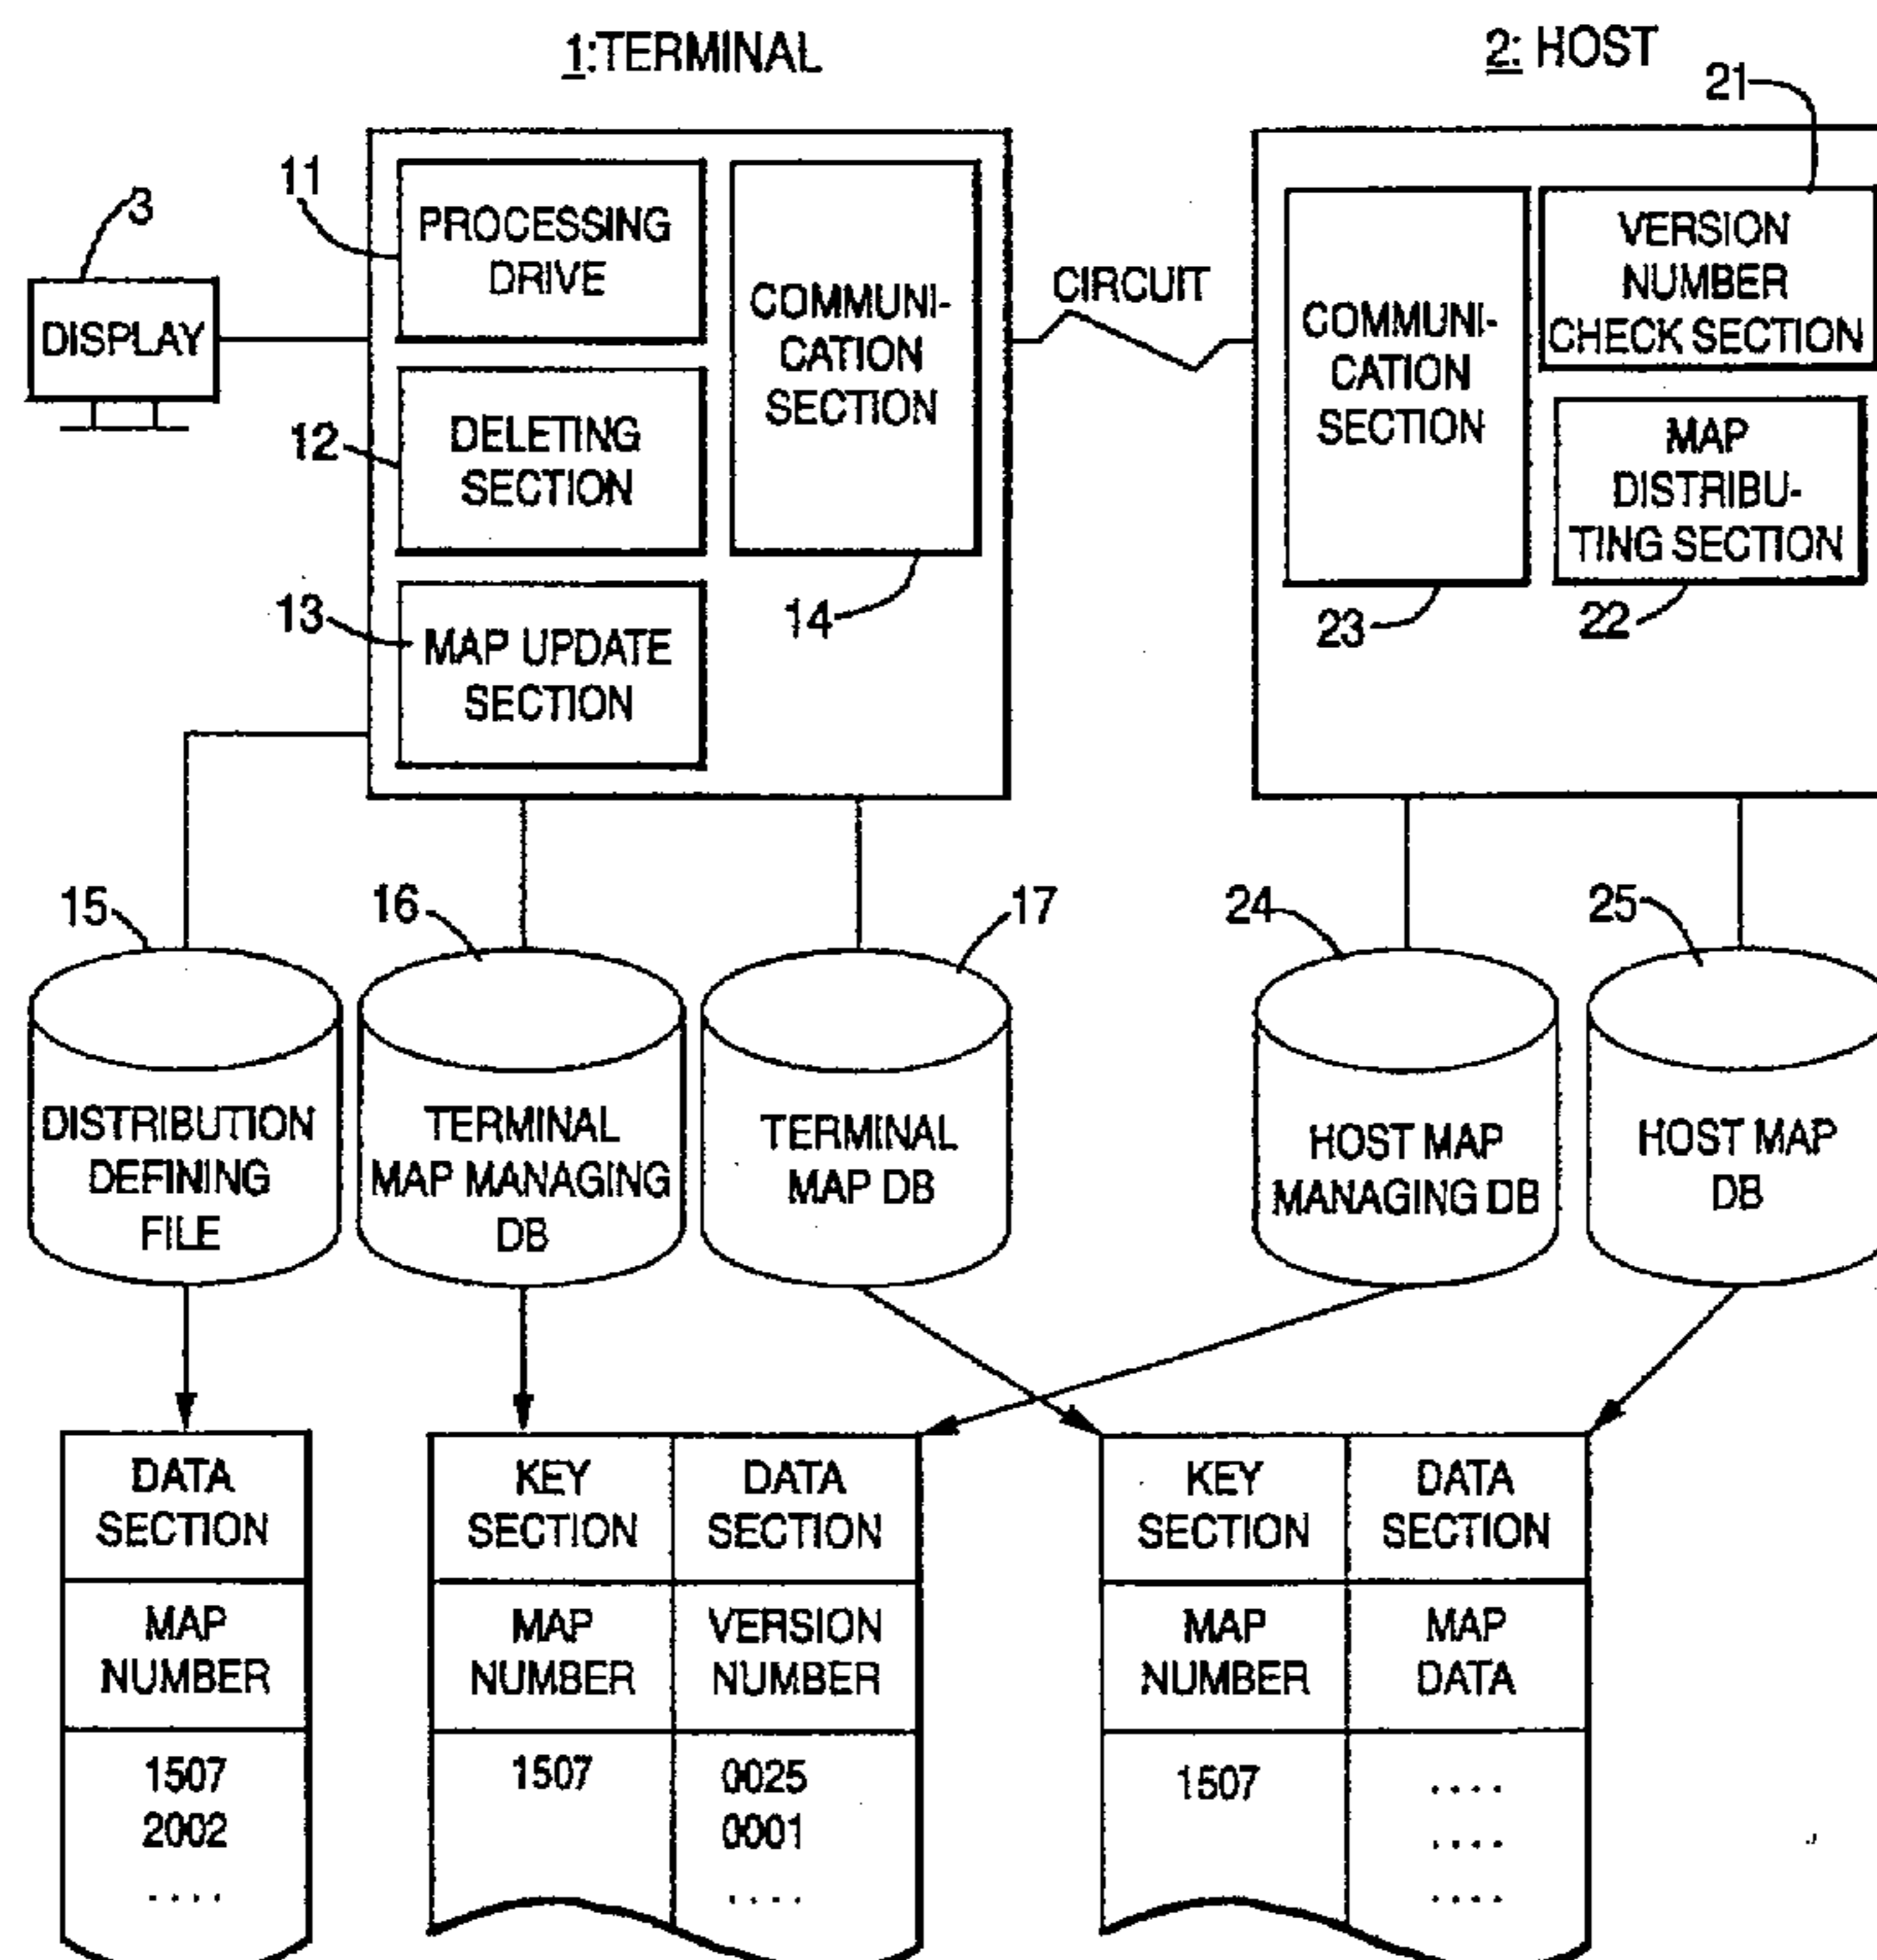 1:TERMINAL
2: HOST
21
11
3
PROCESSING
DRIVE
COMMUNI-
CATION
SECTION
CIRCUIT
COMMUNI-
CATION
SECTION
VERSION
NUMBER
CHECK SECTION
DISPLAY
12
DELETING
SECTION
MAP
DISTRIBU-
TING SECTION
13
MAP UPDATE
SECTION
14
23
22
15
16
17
24
25
DISTRIBUTION
DEFINING
FILE
TERMINAL
MAP MANAGING
DB
TERMINAL
MAP DB
HOST MAP
MANAGING DB
HOST MAP
DB
DATA
SECTION
MAP
NUMBER
1507
2002
....
KEY
SECTION
DATA
SECTION
MAP
NUMBER
VERSION
NUMBER
1507
0025
0001
....
KEY
SECTION
DATA
SECTION
MAP
NUMBER
MAP
DATA
1507
....
....
....